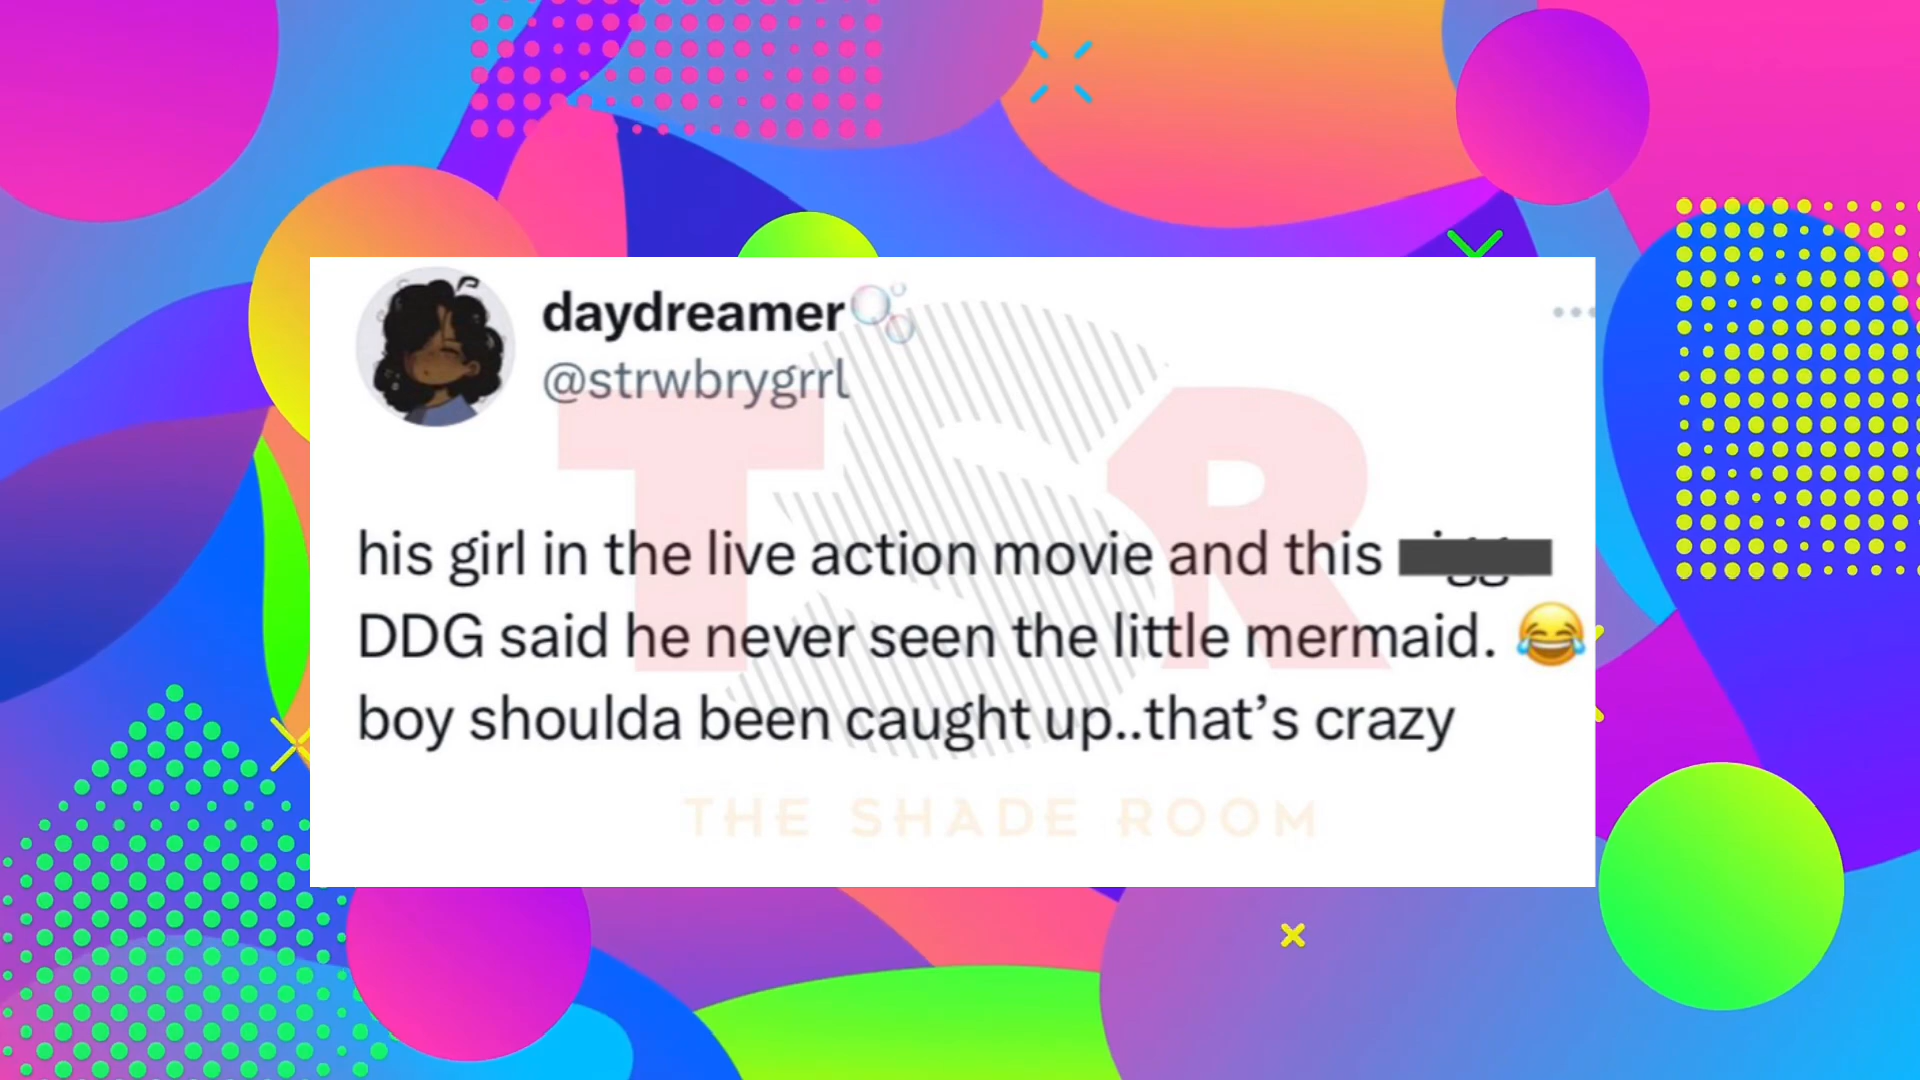 daydreamer🫧
@strwbrygrrl
his girl in the live action movie and this
DDG said he never seen the little mermaid. 😂
boy shoulda been caught up..that's crazy
TSR
THE SHADE ROOM